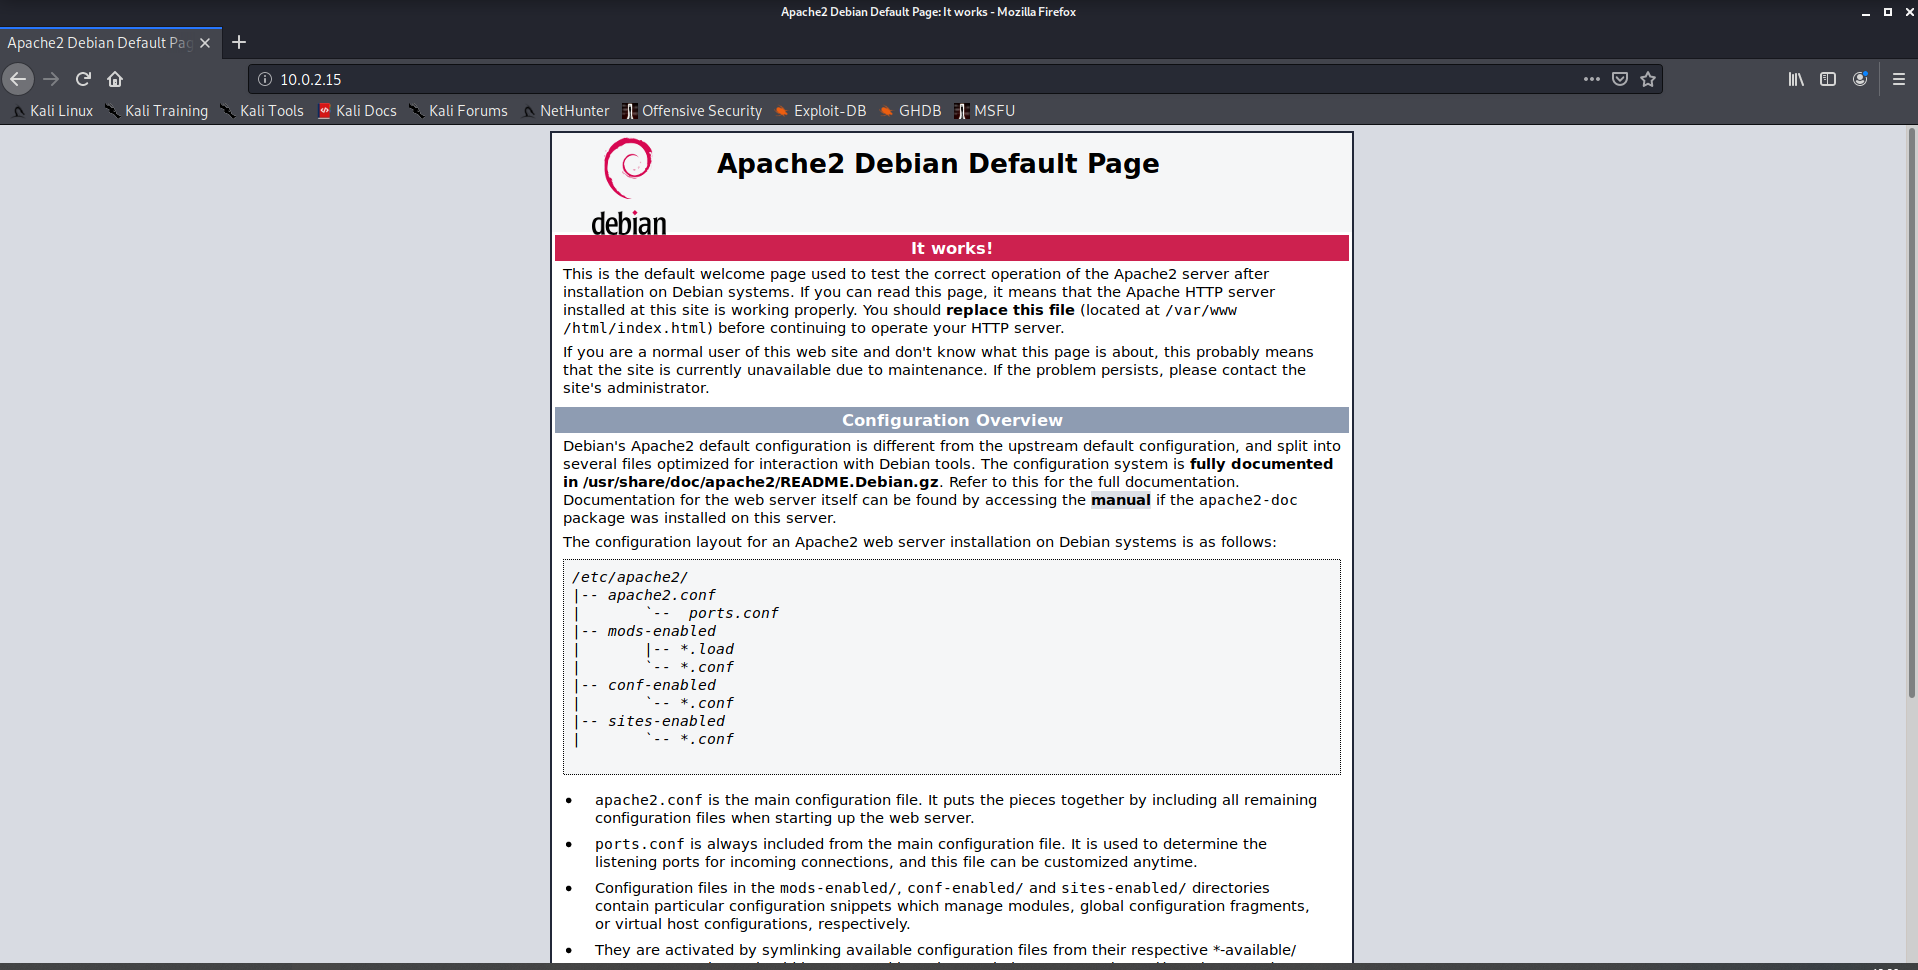 Apache2 Debian Default Page: It works - Mozilla Firefox
Apache2 Debian Default Pag
10.0.2.15
Kali Linux Kali Training Kali Tools Kali Docs Kali Forums NetHunter Offensive Security Exploit-DB GHDB MSFU
debian
Apache2 Debian Default Page
It works!
This is the default welcome page used to test the correct operation of the Apache2 server after
installation on Debian systems. If you can read this page, it means that the Apache HTTP server
installed at this site is working properly. You should replace this file (located at /var/www
/html/index.html) before continuing to operate your HTTP server.
If you are a normal user of this web site and don't know what this page is about, this probably means
that the site is currently unavailable due to maintenance. If the problem persists, please contact the
site's administrator.
Configuration Overview
Debian's Apache2 default configuration is different from the upstream default configuration, and split into
several files optimized for interaction with Debian tools. The configuration system is fully documented
in /usr/share/doc/apache2/README.Debian.gz. Refer to this for the full documentation.
Documentation for the web server itself can be found by accessing the manual if the apache2-doc
package was installed on this server.
The configuration layout for an Apache2 web server installation on Debian systems is as follows:
/etc/apache2/
|-- apache2.conf
|       `--  ports.conf
|-- mods-enabled
|       |-- *.load
|       `-- *.conf
|-- conf-enabled
|       `-- *.conf
|-- sites-enabled
|       `-- *.conf
• apache2.conf is the main configuration file. It puts the pieces together by including all remaining
configuration files when starting up the web server.
• ports.conf is always included from the main configuration file. It is used to determine the
listening ports for incoming connections, and this file can be customized anytime.
• Configuration files in the mods-enabled/, conf-enabled/ and sites-enabled/ directories
contain particular configuration snippets which manage modules, global configuration fragments,
or virtual host configurations, respectively.
• They are activated by symlinking available configuration files from their respective *-available/